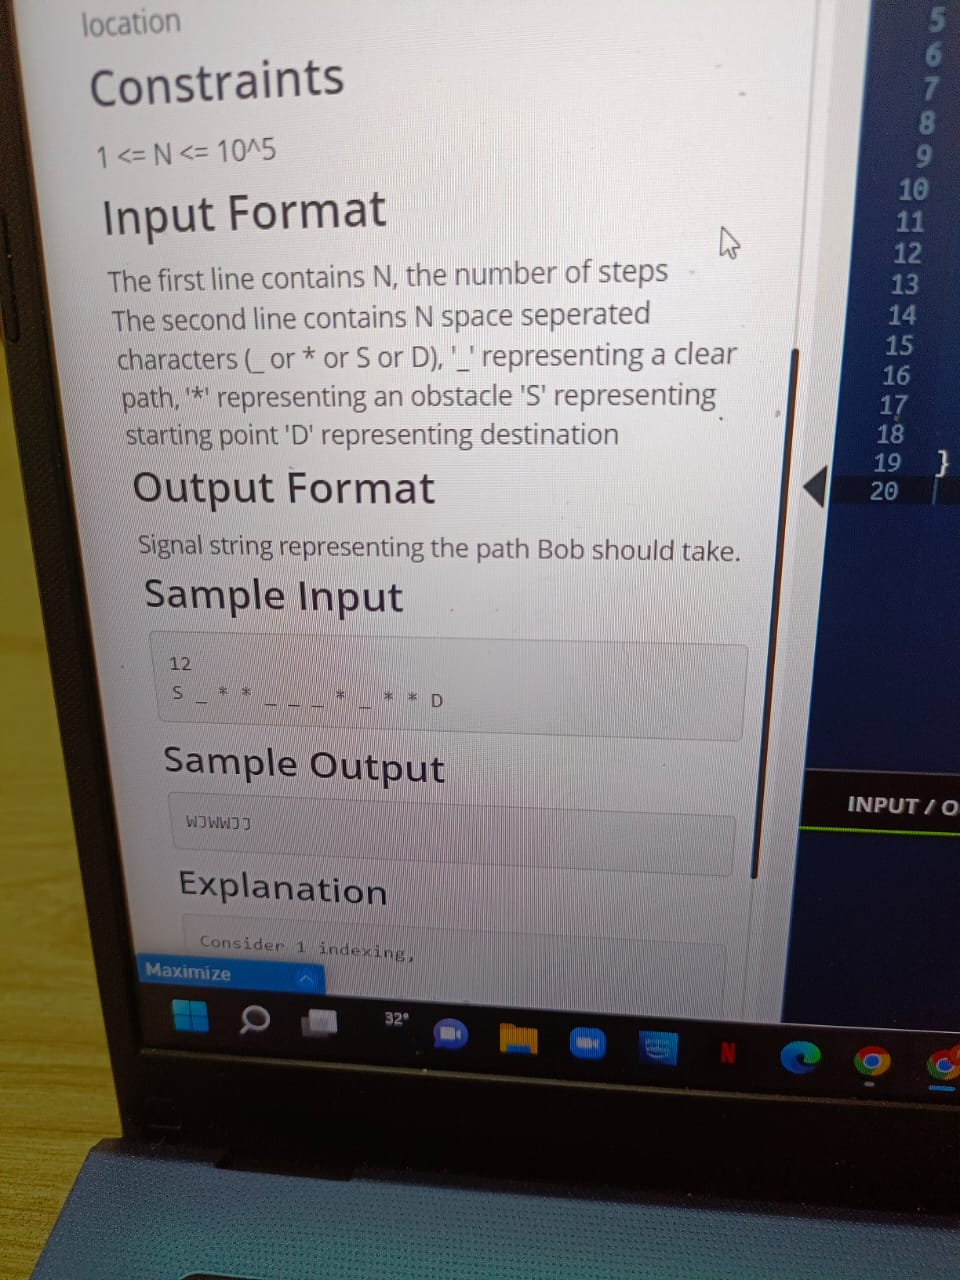 location
Constraints
1 <= N <= 10^5
Input Format
The first line contains N, the number of steps
The second line contains N space seperated
characters (_ or * or S or D), '_' representing a clear
path, '*' representing an obstacle 'S' representing
starting point 'D' representing destination
Output Format
Signal string representing the path Bob should take.
Sample Input
12
S _ * * _ _ _ * _ * * D
Sample Output
WJWWJJ
Explanation
Consider 1 indexing,
Maximize
32°
prime video
N
5
6
7
8
9
10
11
12
13
14
15
16
17
18
19 }
20
INPUT / O